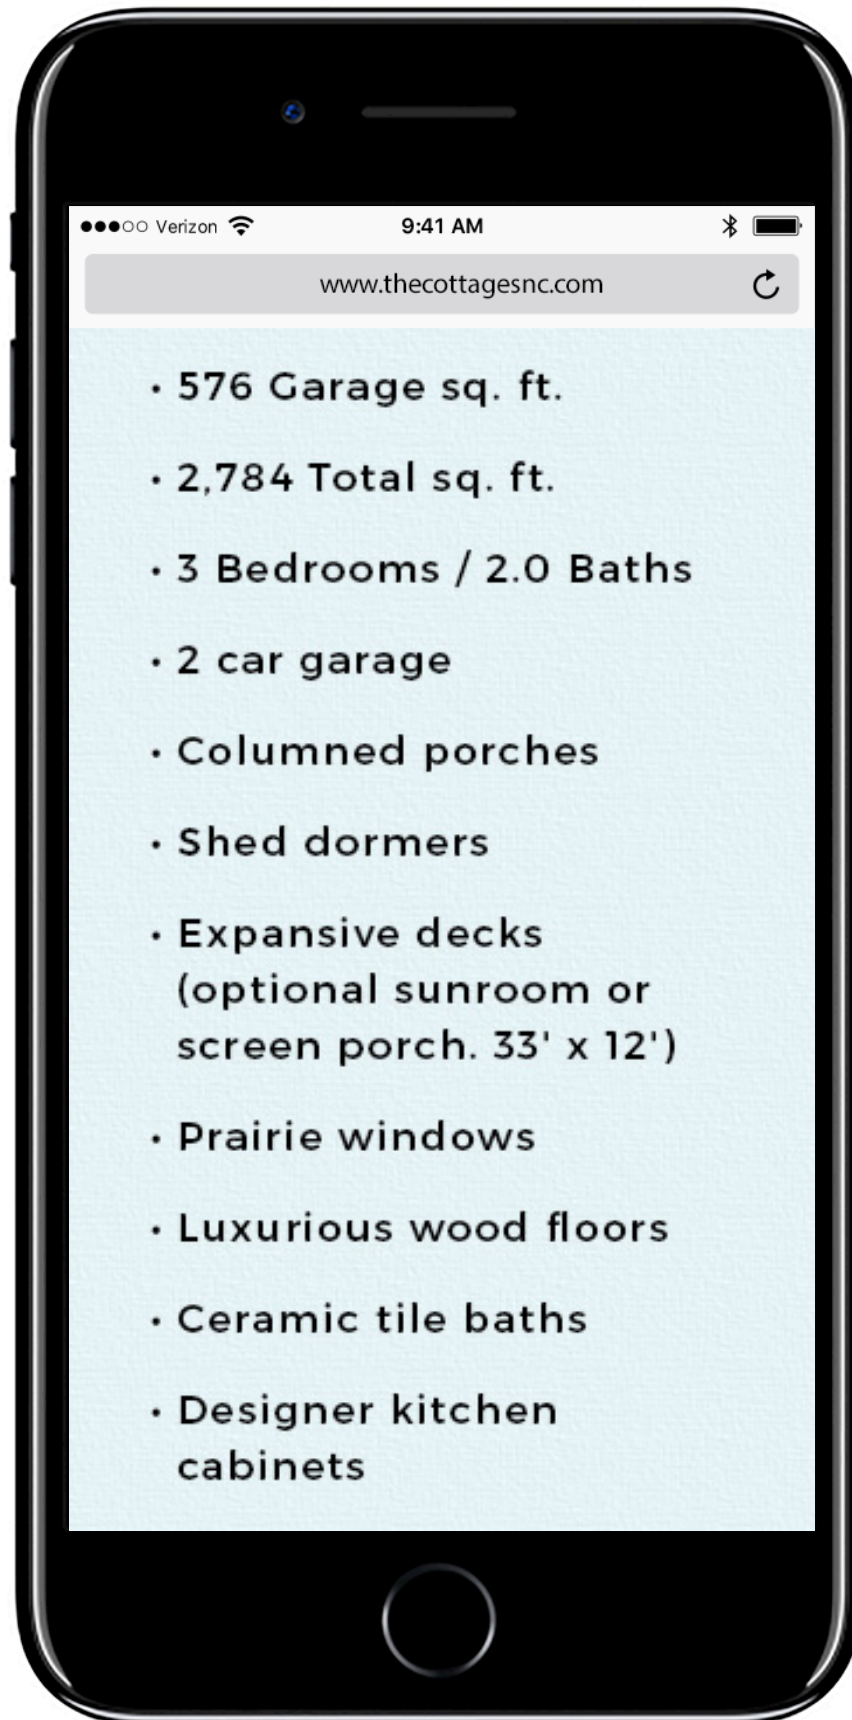 ●●●○○ Verizon 9:41 AM
www.thecottagesnc.com
• 576 Garage sq. ft.
• 2,784 Total sq. ft.
• 3 Bedrooms / 2.0 Baths
• 2 car garage
• Columned porches
• Shed dormers
• Expansive decks
(optional sunroom or
screen porch. 33' x 12')
• Prairie windows
• Luxurious wood floors
• Ceramic tile baths
• Designer kitchen
cabinets